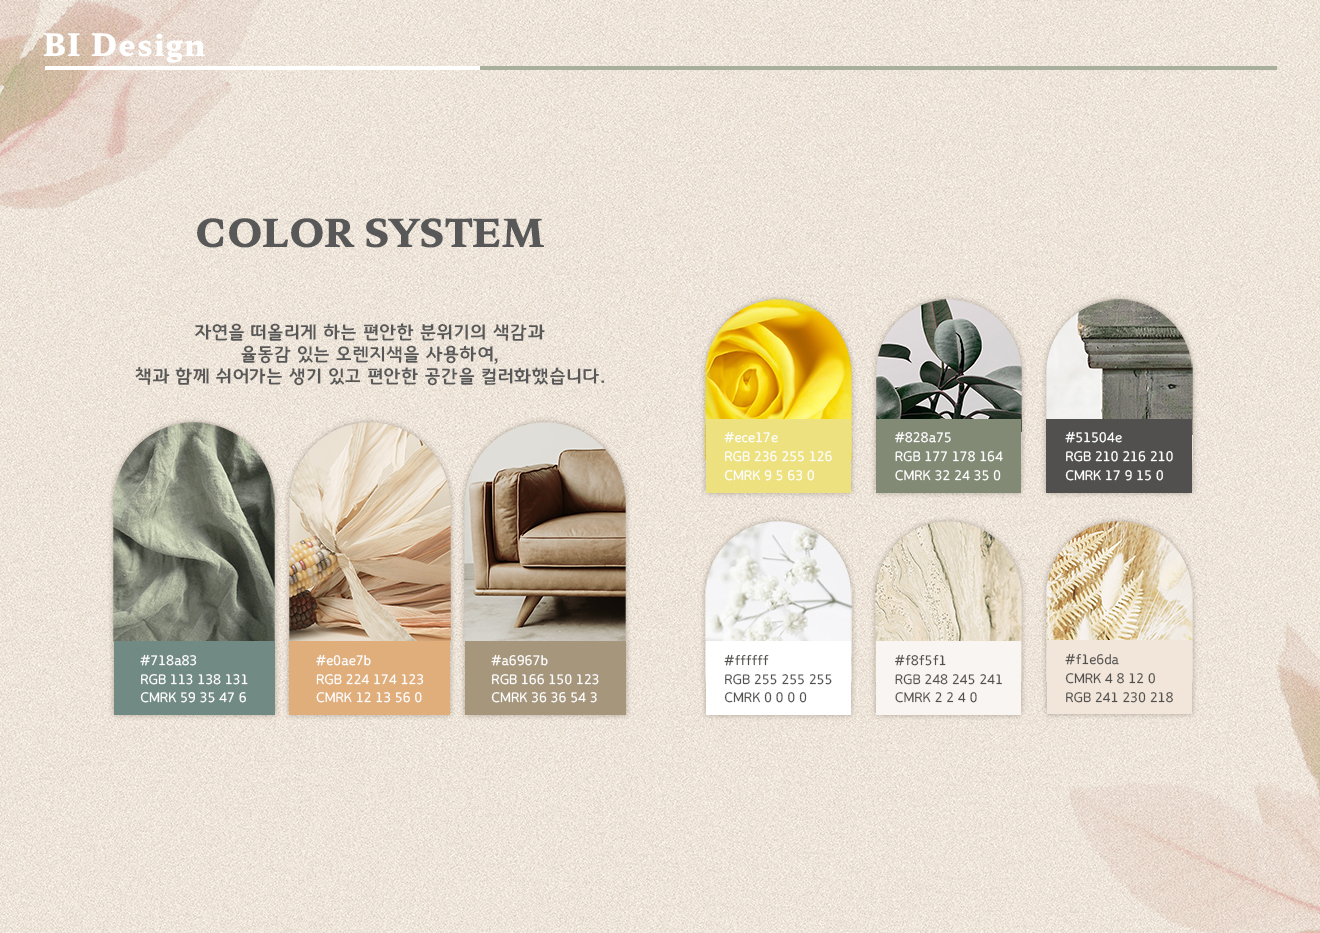 BI Design
COLOR SYSTEM
자연을 떠올리게 하는 편안한 분위기의 색감과
율동감 있는 오렌지색을 사용하여,
책과 함께 쉬어가는 생기 있고 편안한 공간을 컬러화했습니다.
#718a83
RGB 113 138 131
CMRK 59 35 47 6
#e0ae7b
RGB 224 174 123
CMRK 12 13 56 0
#a6967b
RGB 166 150 123
CMRK 36 36 54 3
#ece17e
RGB 236 255 126
CMRK 9 5 63 0
#828a75
RGB 177 178 164
CMRK 32 24 35 0
#51504e
RGB 210 216 210
CMRK 17 9 15 0
#ffffff
RGB 255 255 255
CMRK 0 0 0 0
#f8f5f1
RGB 248 245 241
CMRK 2 2 4 0
#f1e6da
CMRK 4 8 12 0
RGB 241 230 218